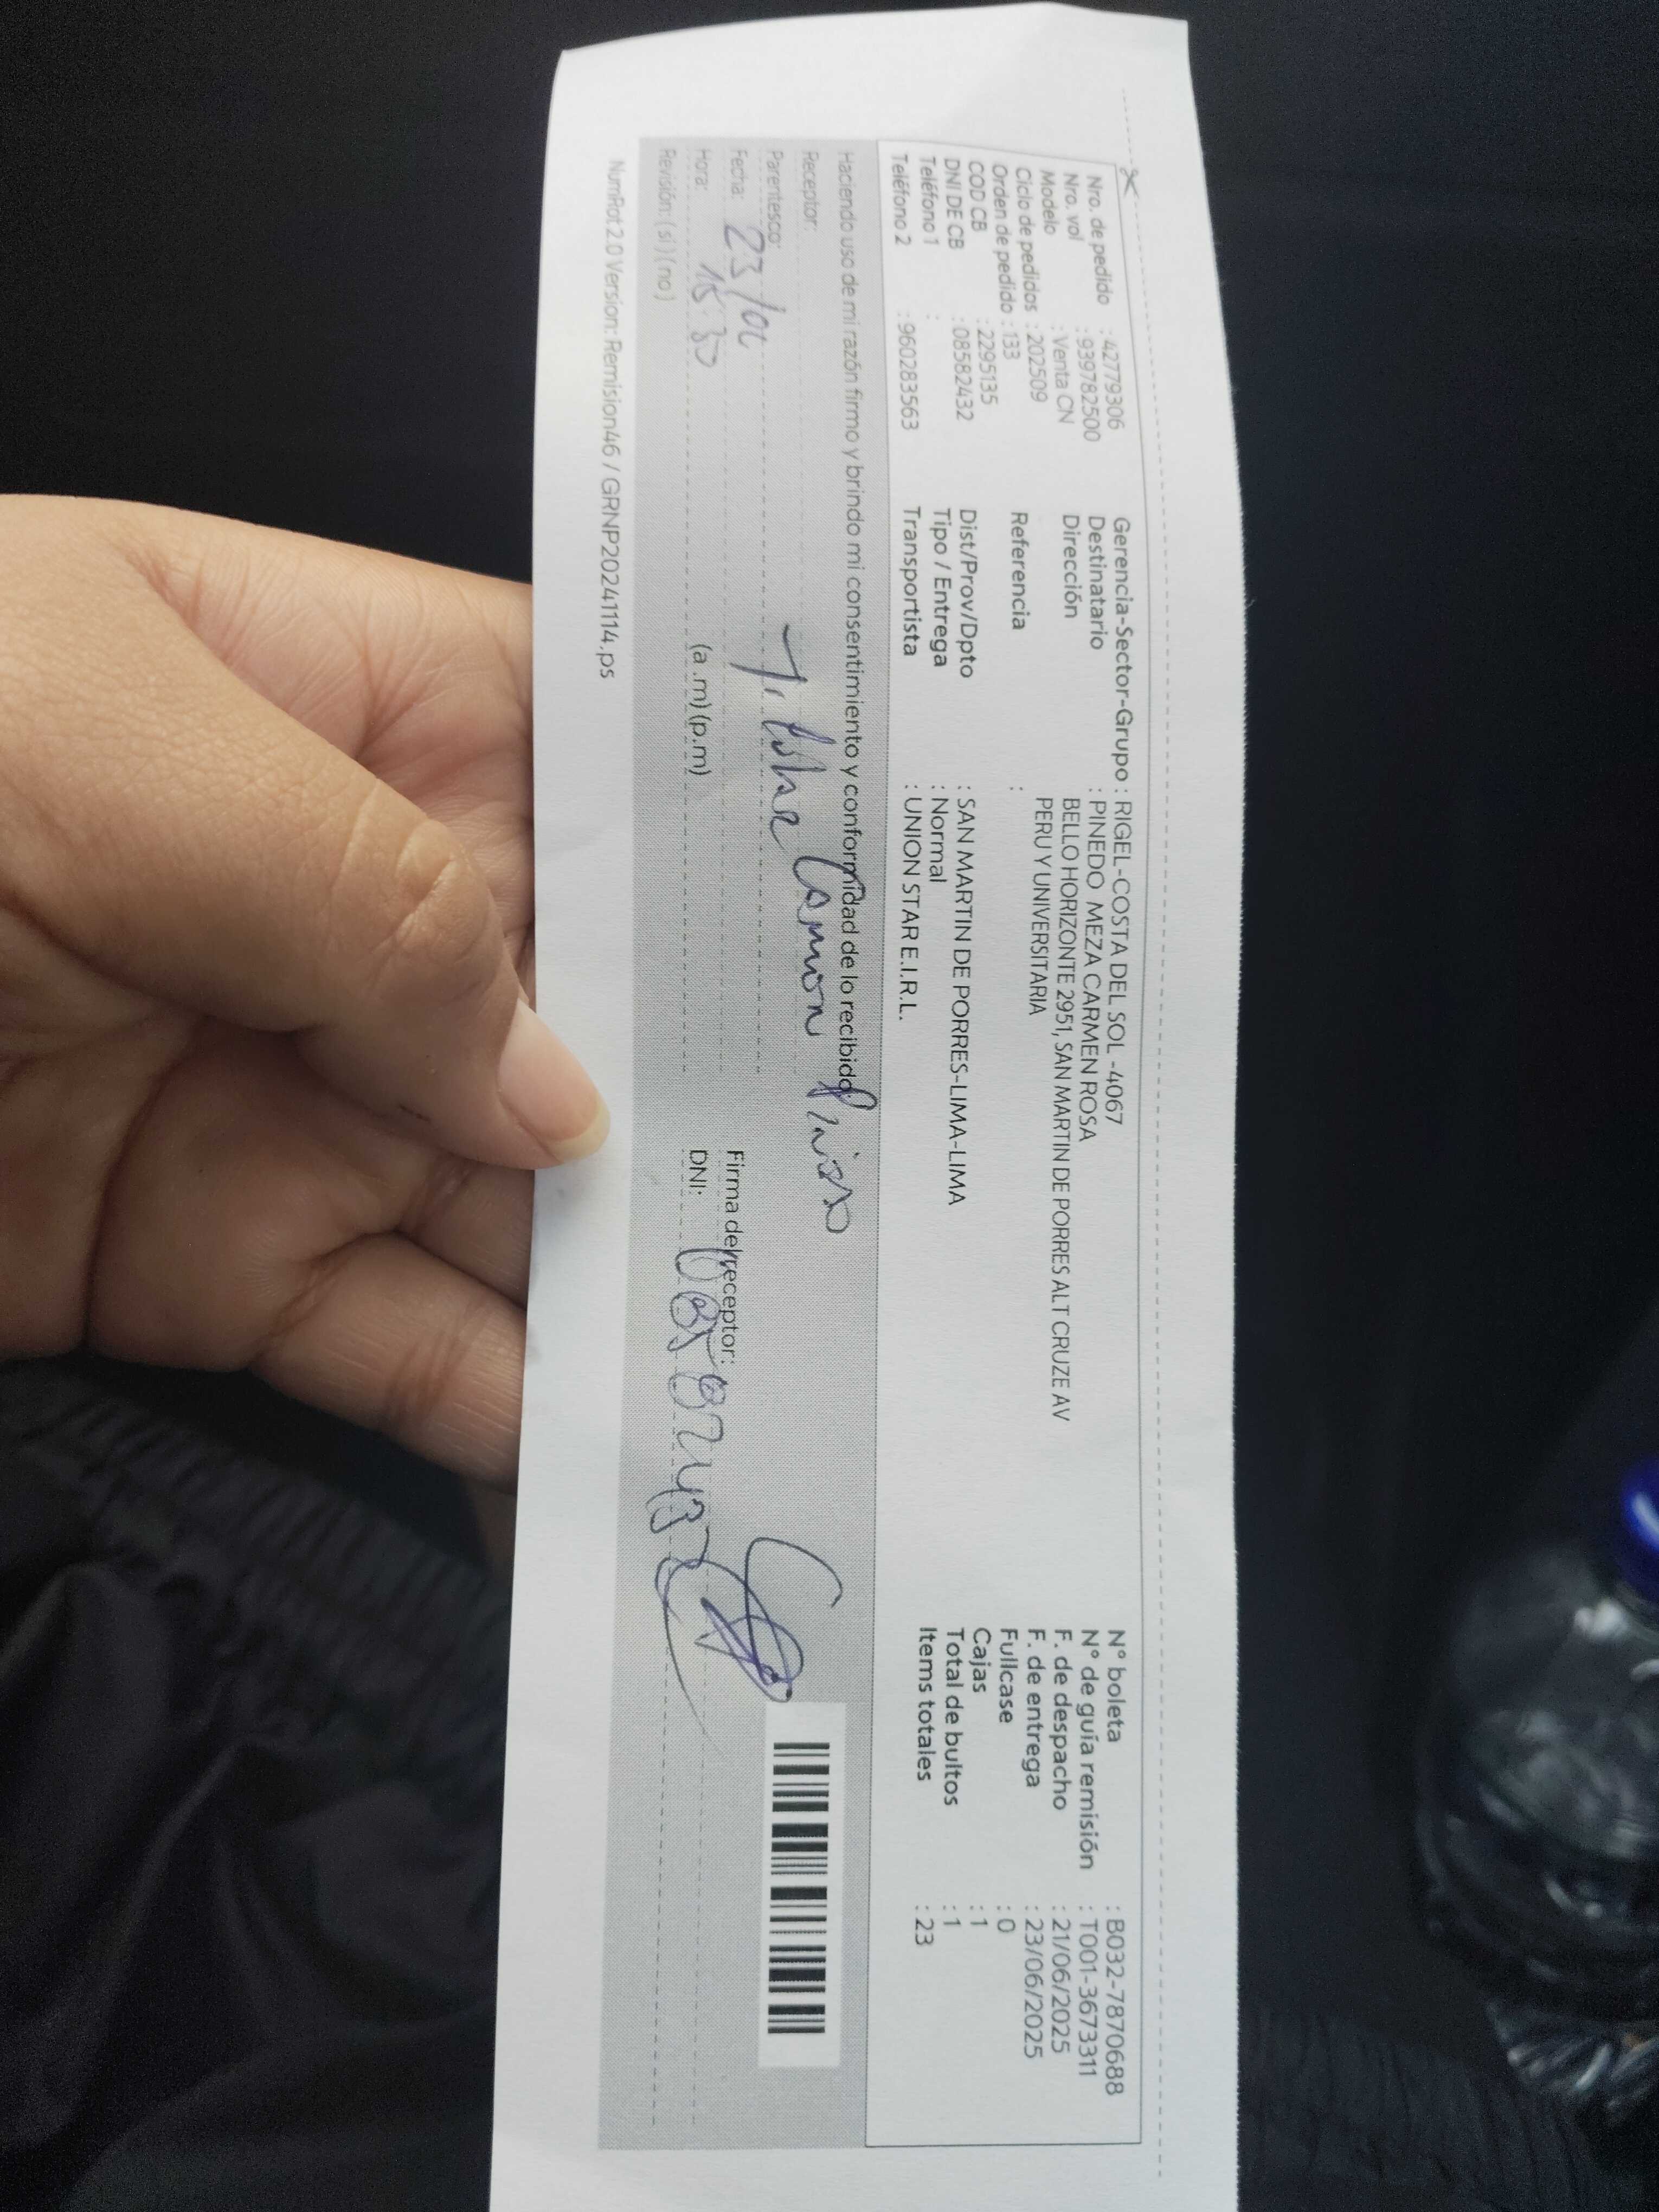 Nro. de pedido : 42779306
Nro. vol : 939782500
Modelo : Venta CN
Ciclo de pedidos : 202509
Orden de pedido : 133
COD CB : 2295135
DNI DE CB : 08582432
Teléfono 1 :
Teléfono 2 : 960283563
Gerencia-Sector-Grupo : RIGEL-COSTA DEL SOL -4067
Destinatario : PINEDO MEZA CARMEN ROSA
Dirección BELLO HORIZONTE 2951, SAN MARTIN DE PORRES ALT CRUZE AV
PERU Y UNIVERSITARIA
Referencia :
Dist/Prov/Dpto : SAN MARTIN DE PORRES-LIMA-LIMA
Tipo / Entrega : Normal
Transportista : UNION STAR E.I.R.L.
N° boleta : B032-7870688
N° de guía remisión : T001-3673311
F. de despacho : 21/06/2025
F. de entrega : 23/06/2025
Fullcase : 0
Cajas : 1
Total de bultos : 1
Items totales : 23
Haciendo uso de mi razón firmo y brindo mi consentimiento y conformidad de lo recibido
Receptor:
Parentesco: Titular Carmen
Fecha: 23/06
Hora: (a .m) (p.m)
Revisión: (si) (no)
Firma del receptor:
DNI: 08582432
NumRot 2.0 Version: Remision46 / GRNP20241114.ps